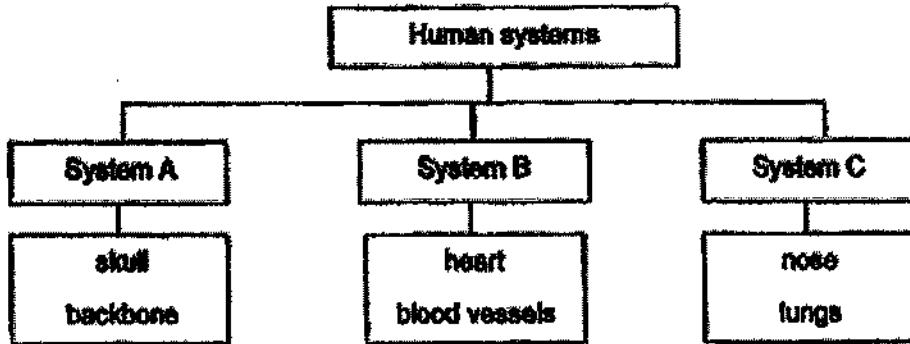 Human systems
System A
System B
System C
skull
backbone
heart
blood vessels
nose
lungs